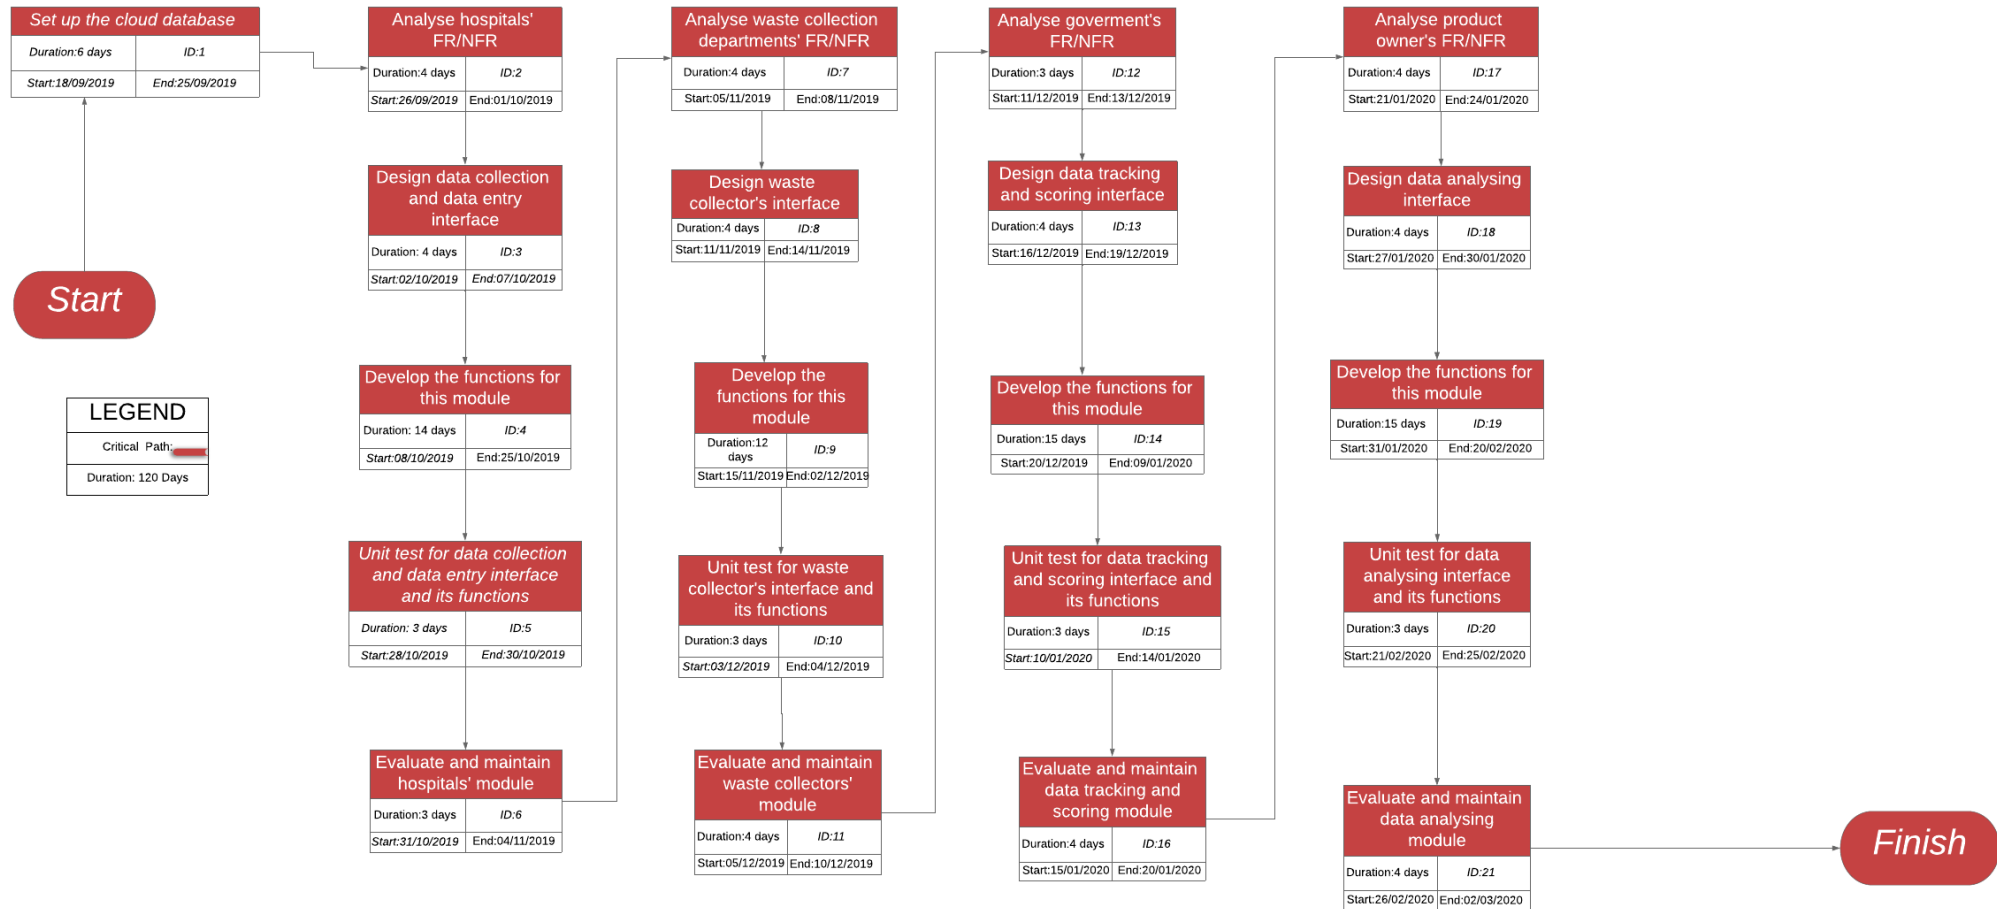 Set up the cloud database
Duration:6 days
ID:1
Start:18/09/2019
End:25/09/2019
Start
LEGEND
Critical Path:
Duration: 120 Days
Analyse hospitals'
FR/NFR
Duration:4 days
ID:2
Start:26/09/2019
End:01/10/2019
Design data collection
and data entry
interface
Duration: 4 days
ID:3
Start:02/10/2019
End:07/10/2019
Develop the functions for
this module
Duration: 14 days
ID:4
Start:08/10/2019
End:25/10/2019
Unit test for data collection
and data entry interface
and its functions
Duration: 3 days
ID:5
Start:28/10/2019
End:30/10/2019
Evaluate and maintain
hospitals' module
Duration:3 days
ID:6
Start:31/10/2019
End:04/11/2019
Analyse waste collection
departments' FR/NFR
Duration:4 days
ID:7
Start:05/11/2019
End:08/11/2019
Design waste
collector's interface
Duration:4 days
ID:8
Start:11/11/2019
End:14/11/2019
Develop the
functions for this
module
Duration:12
days
ID:9
Start:15/11/2019
End:02/12/2019
Unit test for waste
collector's interface and
its functions
Duration:3 days
ID:10
Start:03/12/2019
End:04/12/2019
Evaluate and maintain
waste collectors'
module
Duration:4 days
ID:11
Start:05/12/2019
End:10/12/2019
Analyse goverment's
FR/NFR
Duration:3 days
ID:12
Start:11/12/2019
End:13/12/2019
Design data tracking
and scoring interface
Duration:4 days
ID:13
Start:16/12/2019
End:19/12/2019
Develop the functions for
this module
Duration:15 days
ID:14
Start:20/12/2019
End:09/01/2020
Unit test for data tracking
and scoring interface and
its functions
Duration:3 days
ID:15
Start:10/01/2020
End:14/01/2020
Evaluate and maintain
data tracking and
scoring module
Duration:4 days
ID:16
Start:15/01/2020
End:20/01/2020
Analyse product
owner's FR/NFR
Duration:4 days
ID:17
Start:21/01/2020
End:24/01/2020
Design data analysing
interface
Duration:4 days
ID:18
Start:27/01/2020
End:30/01/2020
Develop the functions for
this module
Duration:15 days
ID:19
Start:31/01/2020
End:20/02/2020
Unit test for data
analysing interface
and its functions
Duration:3 days
ID:20
Start:21/02/2020
End:25/02/2020
Evaluate and maintain
data analysing
module
Duration:4 days
ID:21
Start:26/02/2020
End:02/03/2020
Finish